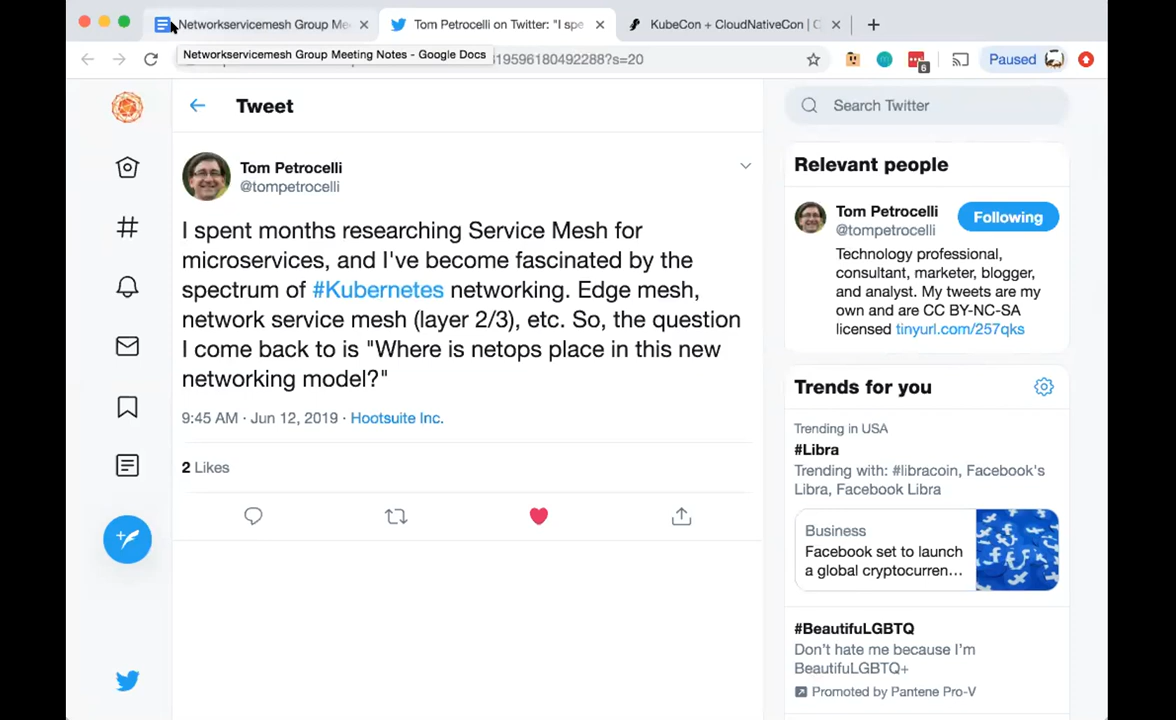 Networkservicemesh Group Me
Tom Petrocelli on Twitter: "I spe
KubeCon + CloudNativeCon | C
Networkservicemesh Group Meeting Notes - Google Docs
195961804922288?s=20
6
Paused
Tweet
Search Twitter
Tom Petrocelli
@tompetrocelli
I spent months researching Service Mesh for
microservices, and I've become fascinated by the
spectrum of #Kubernetes networking. Edge mesh,
network service mesh (layer 2/3), etc. So, the question
I come back to is "Where is netops place in this new
networking model?"
9:45 AM · Jun 12, 2019 · Hootsuite Inc.
2 Likes
Relevant people
Tom Petrocelli
@tompetrocelli
Following
Technology professional,
consultant, marketer, blogger,
and analyst. My tweets are my
own and are CC BY-NC-SA
licensed tinyurl.com/257qks
Trends for you
Trending in USA
#Libra
Trending with: #libracoin, Facebook's
Libra, Facebook Libra
Business
Facebook set to launch
a global cryptocurren...
#BeautifulLGBTQ
Don't hate me because I'm
BeautifulLGBTQ+
Promoted by Pantene Pro-V